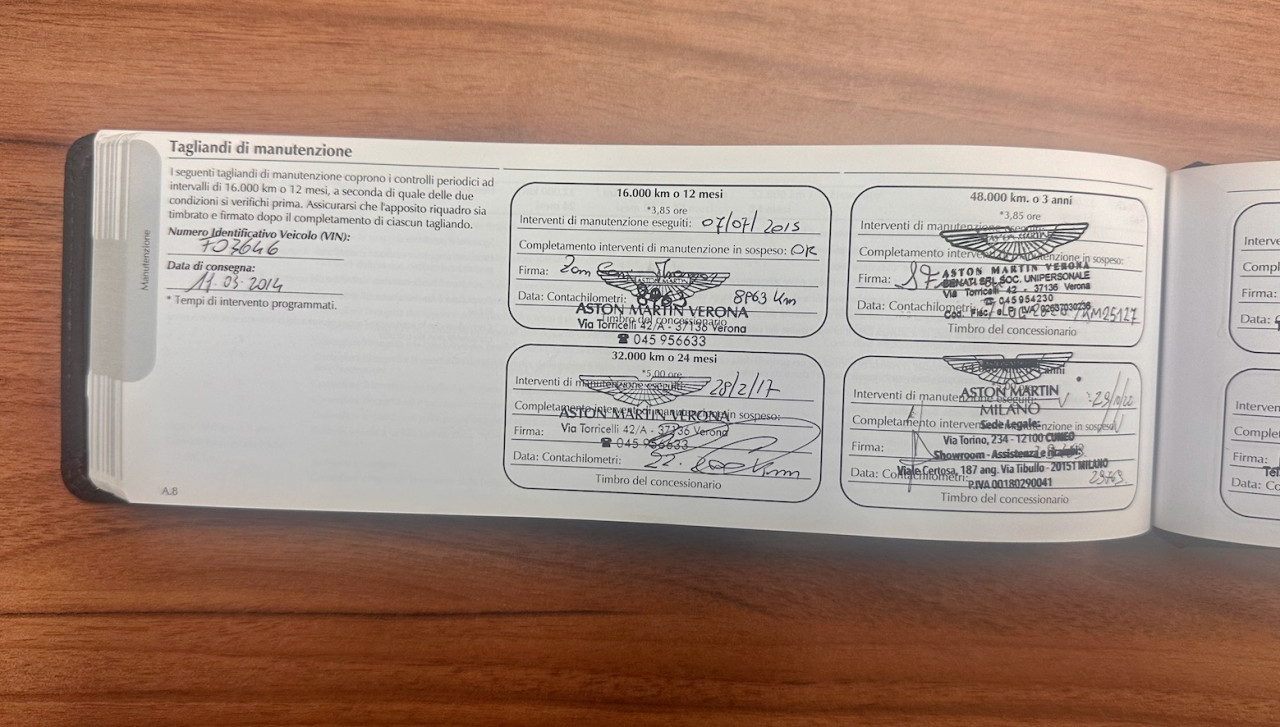 Tagliandi di manutenzione
I seguenti tagliandi di manutenzione coprono i controlli periodici ad
intervalli di 16.000 km o 12 mesi, a seconda di quale delle due
condizioni si verifichi prima. Assicurarsi che l'apposito riquadro sia
timbrato e firmato dopo il completamento di ciascun tagliando.
Numero Identificativo Veicolo (VIN):
F03646
Data di consegna:
11.03.2014
* Tempi di intervento programmati.
Manutenzione
A.8
16.000 km o 12 mesi
*3,85 ore
Interventi di manutenzione eseguiti: 07/07/2015
Completamento interventi di manutenzione in sospeso: OK
Firma:
Data: Contachilometri: 8963 8963 km
ASTON MARTIN VERONA
Timbro del concessionario
Via Torricelli 42/A - 37136 Verona
☎ 045 956633
32.000 km o 24 mesi
*5,00 ore
Interventi di manutenzione eseguiti: 28/2/17
Completamento interventi di manutenzione in sospeso:
ASTON MARTIN VERONA
Via Torricelli 42/A - 37136 Verona
Firma:
☎ 045 956633
Data: Contachilometri: 22. km
Timbro del concessionario
48.000 km. o 3 anni
*3,85 ore
Interventi di manutenzione eseguiti:
Completamento interventi di manutenzione in sospeso:
ASTON MARTIN VERONA
Firma:
BENATI SRL SOC. UNIPERSONALE
Via Torricelli 42 - 37136 Verona
☎ 045954230
Data: Contachilometri: KM25127
Timbro del concessionario
anni
Interventi di manutenzione eseguiti:
ASTON MARTIN
MILANO
Completamento interventi di manutenzione in sospeso:
Sede Legale:
Via Torino, 234 - 12100 CUNEO
Firma:
Showroom - Assistenza e
Viale Certosa, 187 ang. Via Tibullo - 20151 MILANO
Data: Contachilometri: 29763
P.IVA 00180290041
Timbro del concessionario
Firma:
Data:
Firma:
Data: